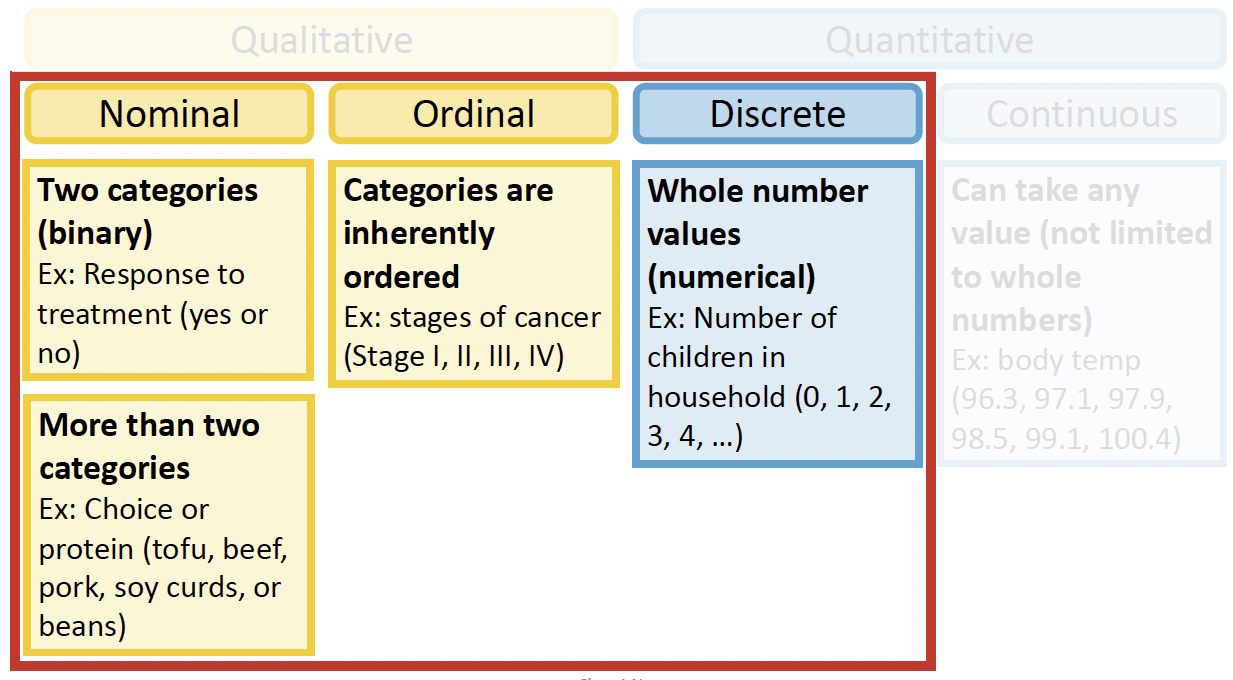 Qualitative
Quantitative
Nominal
Ordinal
Discrete
Continuous
Two categories
(binary)
Ex: Response to
treatment (yes or
no)
More than two
categories
Ex: Choice or
protein (tofu, beef,
pork, soy curds, or
beans)
Categories are
inherently
ordered
Ex: stages of cancer
(Stage I, II, III, IV)
Whole number
values
(numerical)
Ex: Number of
children in
household (0, 1, 2,
3, 4, …)
Can take any
value (not limited
to whole
numbers)
Ex: body temp
(96.3, 97.1, 97.9,
98.5, 99.1, 100.4)